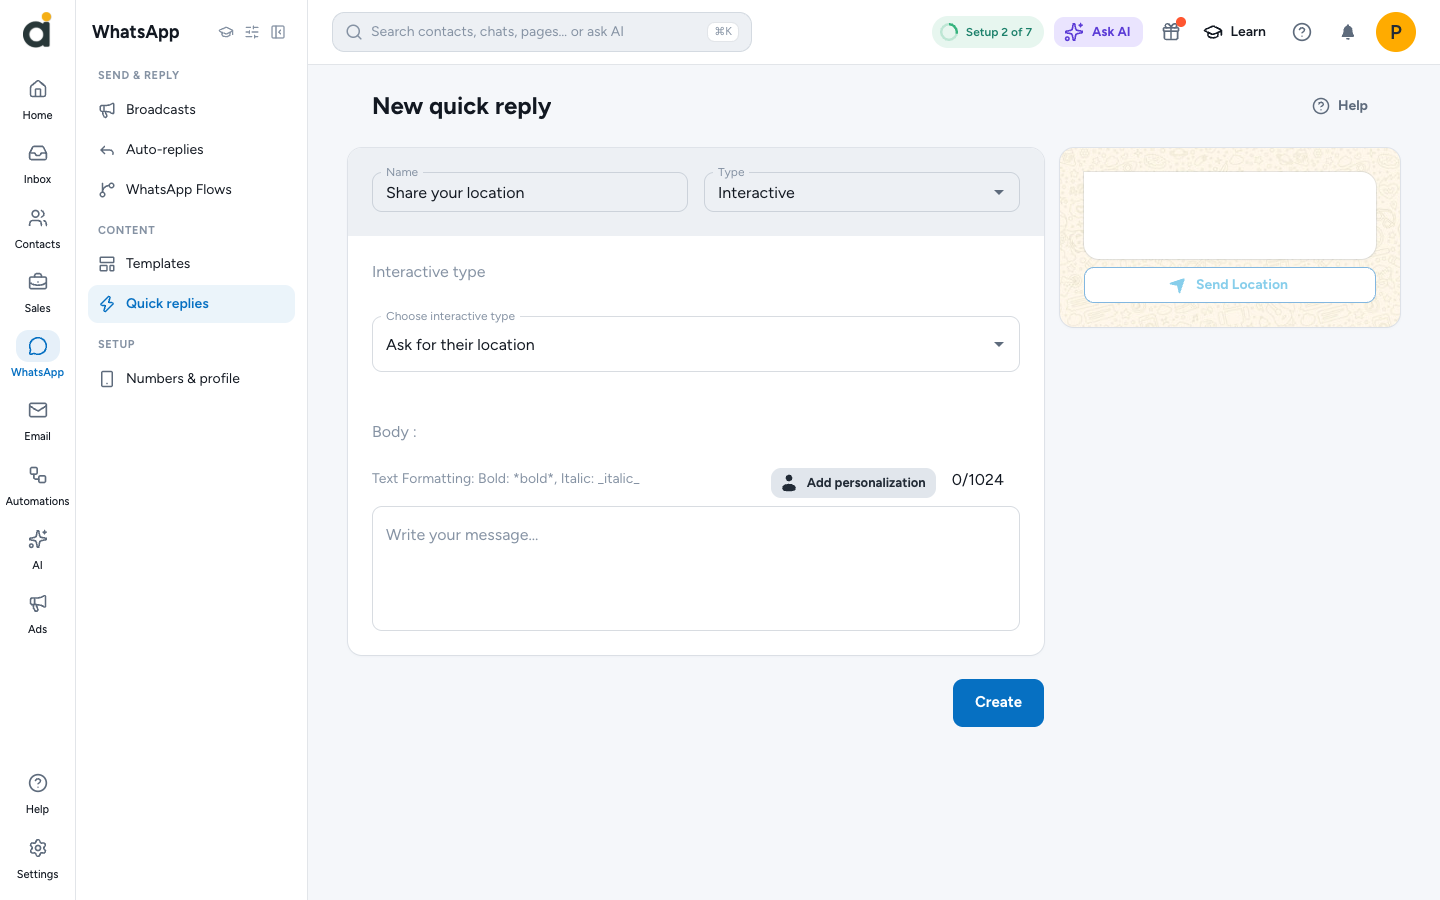 WhatsApp
Search contacts, chats, pages... or ask AI
⌘K
Setup 2 of 7
Ask AI
Learn
P
Home
Inbox
Contacts
Sales
WhatsApp
Email
Automations
AI
Ads
Help
Settings
SEND & REPLY
Broadcasts
Auto-replies
WhatsApp Flows
CONTENT
Templates
Quick replies
SETUP
Numbers & profile
New quick reply
Help
Name
Share your location
Type
Interactive
Interactive type
Choose interactive type
Ask for their location
Body :
Text Formatting: Bold: *bold*, Italic: _italic_
Add personalization
0/1024
Write your message...
Create
Send Location